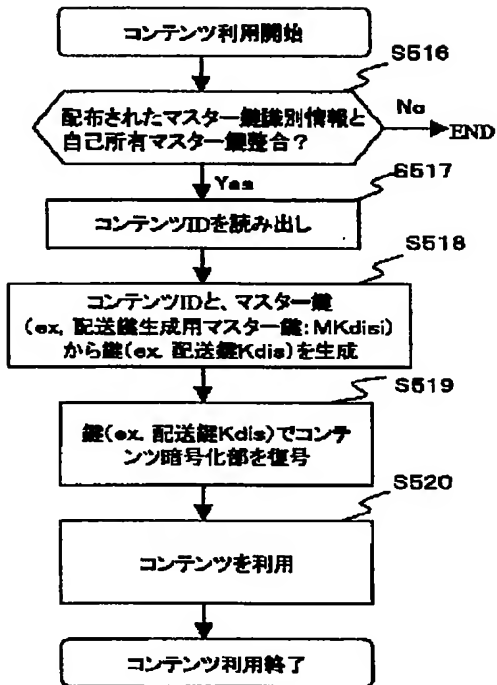 コンテンツ利用開始
S516
配布されたマスター鍵識別情報と
自己所有マスター鍵整合？
No
END
Yes
S517
コンテンツIDを読み出し
S518
コンテンツIDと、マスター鍵
(ex. 配送鍵生成用マスター鍵:MKdisi)
から鍵(ex. 配送鍵Kdis)を生成
S519
鍵(ex. 配送鍵Kdis)でコンテ
ンツ暗号化部を復号
S520
コンテンツを利用
コンテンツ利用終了